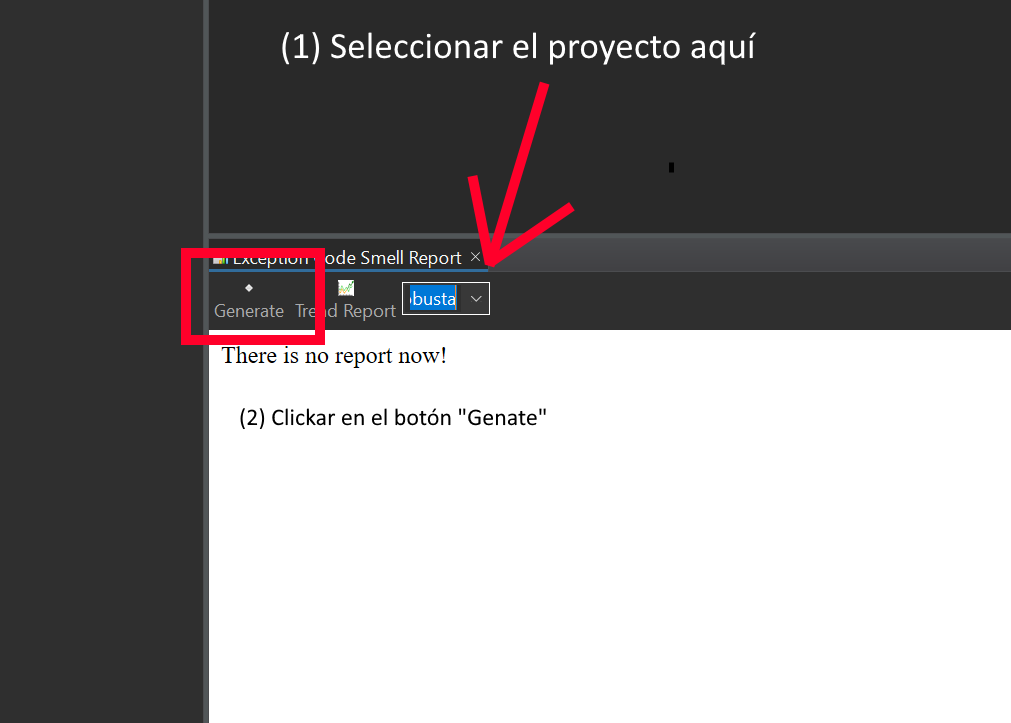 (1) Seleccionar el proyecto aquí
Exception Code Smell Report
Generate Trend Report busta
There is no report now!
(2) Clickar en el botón "Genate"